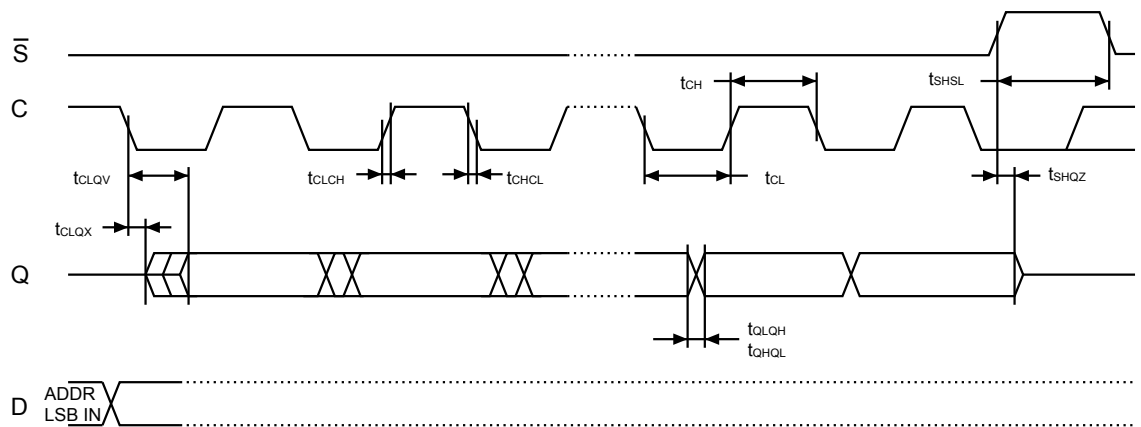 S̅
tCH
tSHSL
C
tCLQV
tCLCH
tCHCL
tCL
tSHQZ
tCLQX
Q
tQLQH
tQHQL
D
ADDR
LSB IN